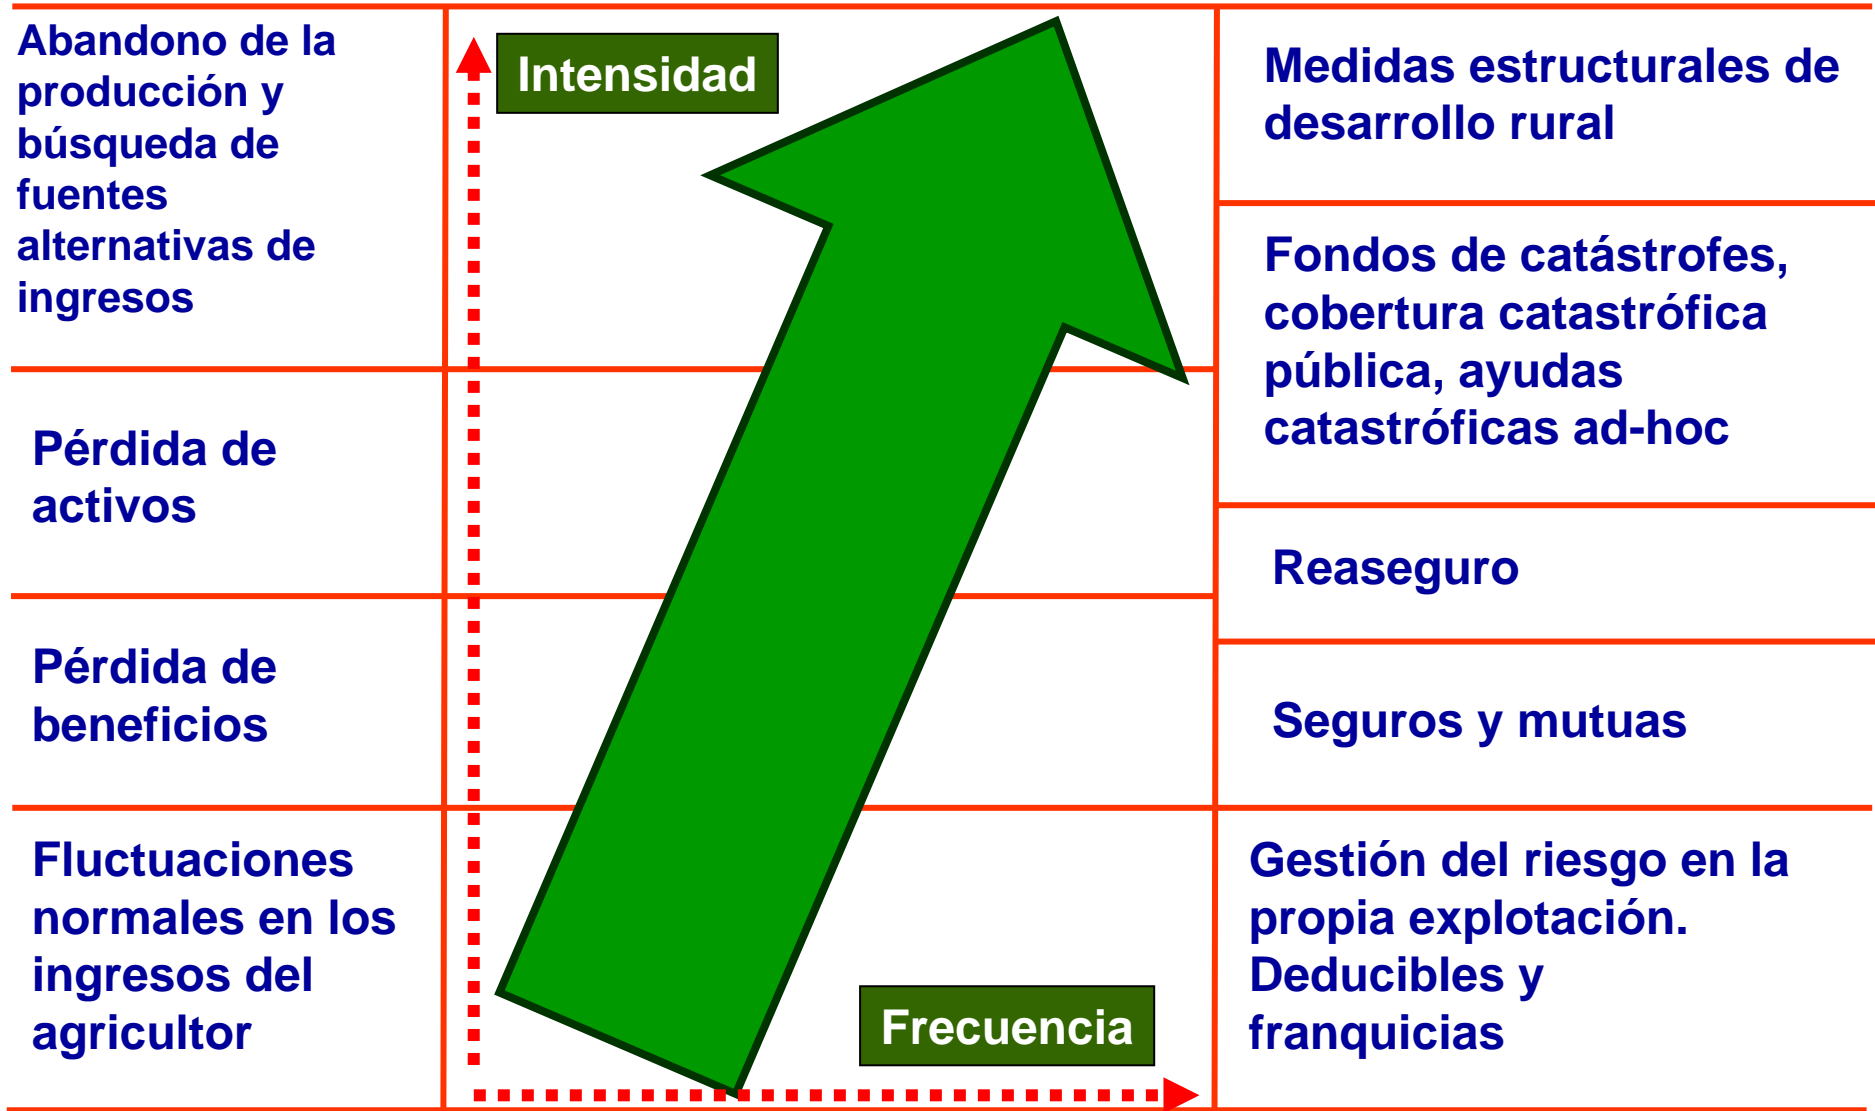 Abandono de la
producción y
búsqueda de
fuentes
alternativas de
ingresos
Pérdida de
activos
Pérdida de
beneficios
Fluctuaciones
normales en los
ingresos del
agricultor
Intensidad
Frecuencia
Medidas estructurales de
desarrollo rural
Fondos de catástrofes,
cobertura catastrófica
pública, ayudas
catastróficas ad-hoc
Reaseguro
Seguros y mutuas
Gestión del riesgo en la
propia explotación.
Deducibles y
franquicias